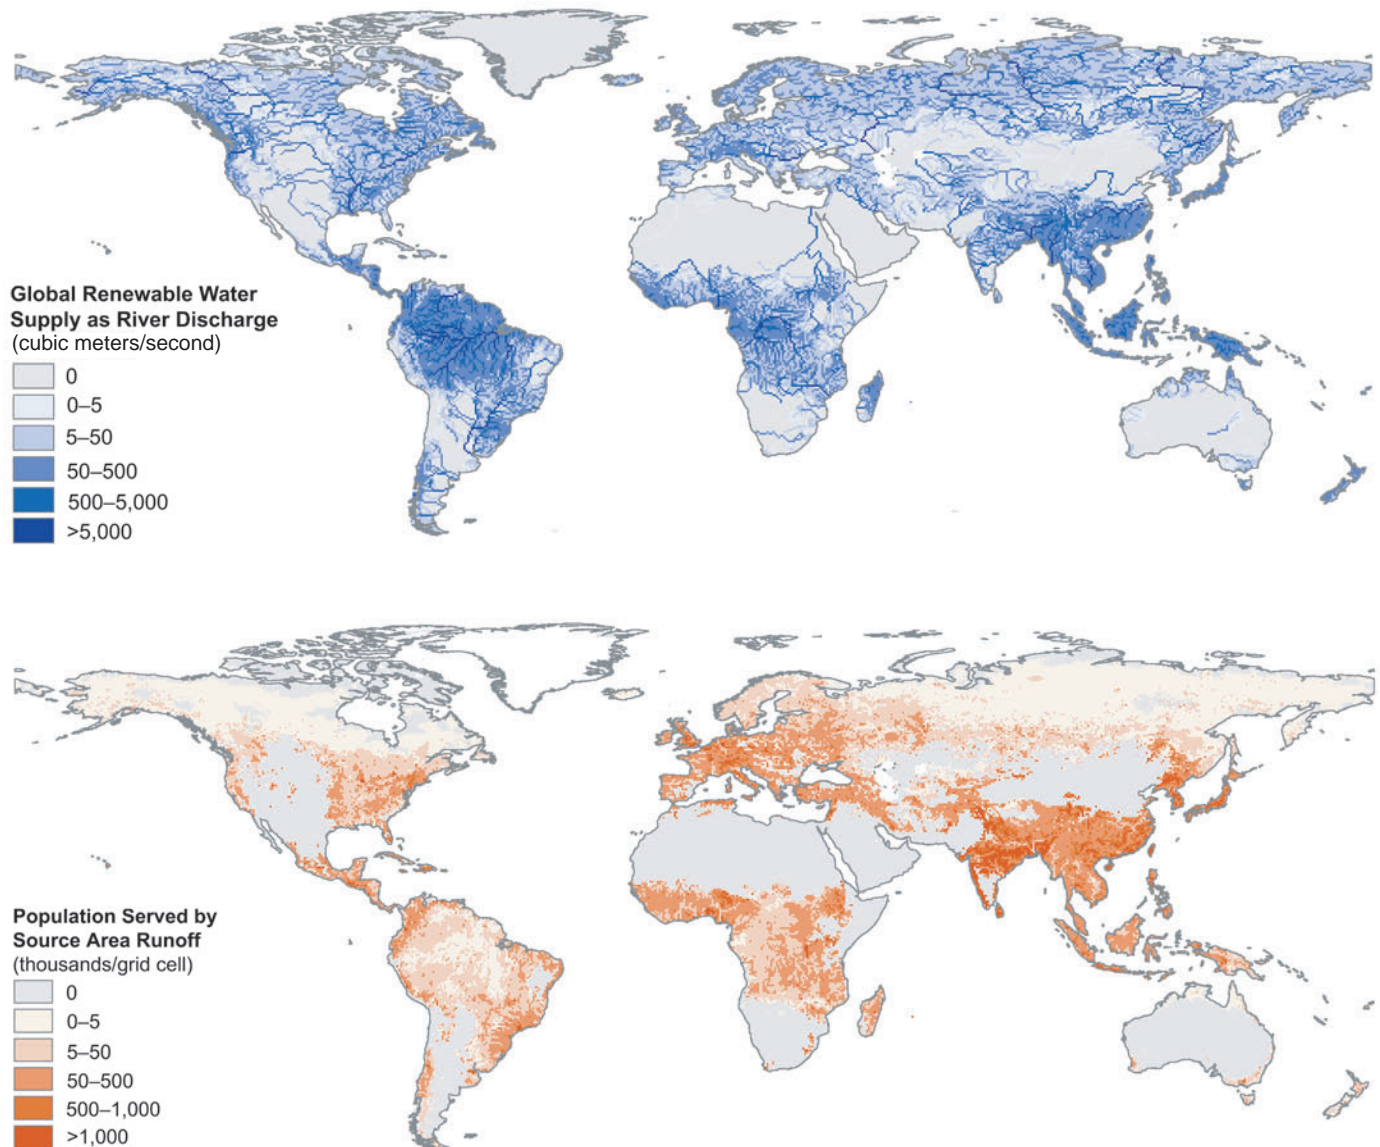 Global Renewable Water
Supply as River Discharge
(cubic meters/second)
0
0–5
5–50
50–500
500–5,000
>5,000
Population Served by
Source Area Runoff
(thousands/grid cell)
0
0–5
5–50
50–500
500–1,000
>1,000